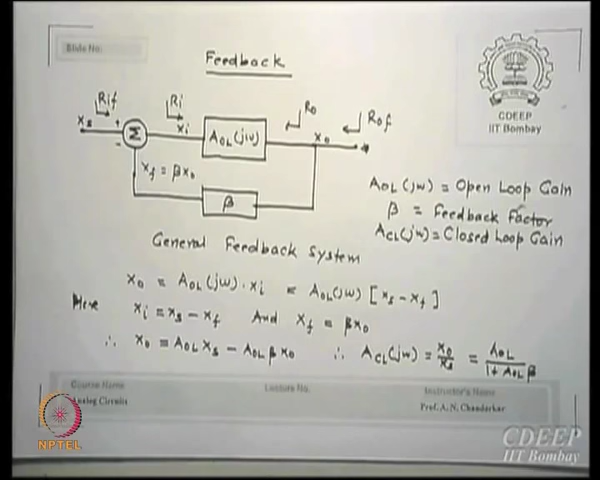 Slide No:
Feedback
CDEEP
IIT Bombay
Rif
Ri
Ro
Rof
xs
+
-
Σ
xi
AOL(jω)
xo
xf = βxo
β
AOL(jω) = Open Loop Gain
β = Feedback Factor
ACL(jω) = Closed Loop Gain
General Feedback System
xo = AOL(jω) · xi = AOL(jω) [xs - xf]
Here xi = xs - xf And xf = βxo
∴ xo = AOL xs - AOL β xo ∴ ACL(jω) = xo/xs = AOL/1+AOL β
Course Name
Analog Circuits
Lecture No.
Instructor's Name
Prof. A. N. Chandorkar
NPTEL
CDEEP
IIT Bombay